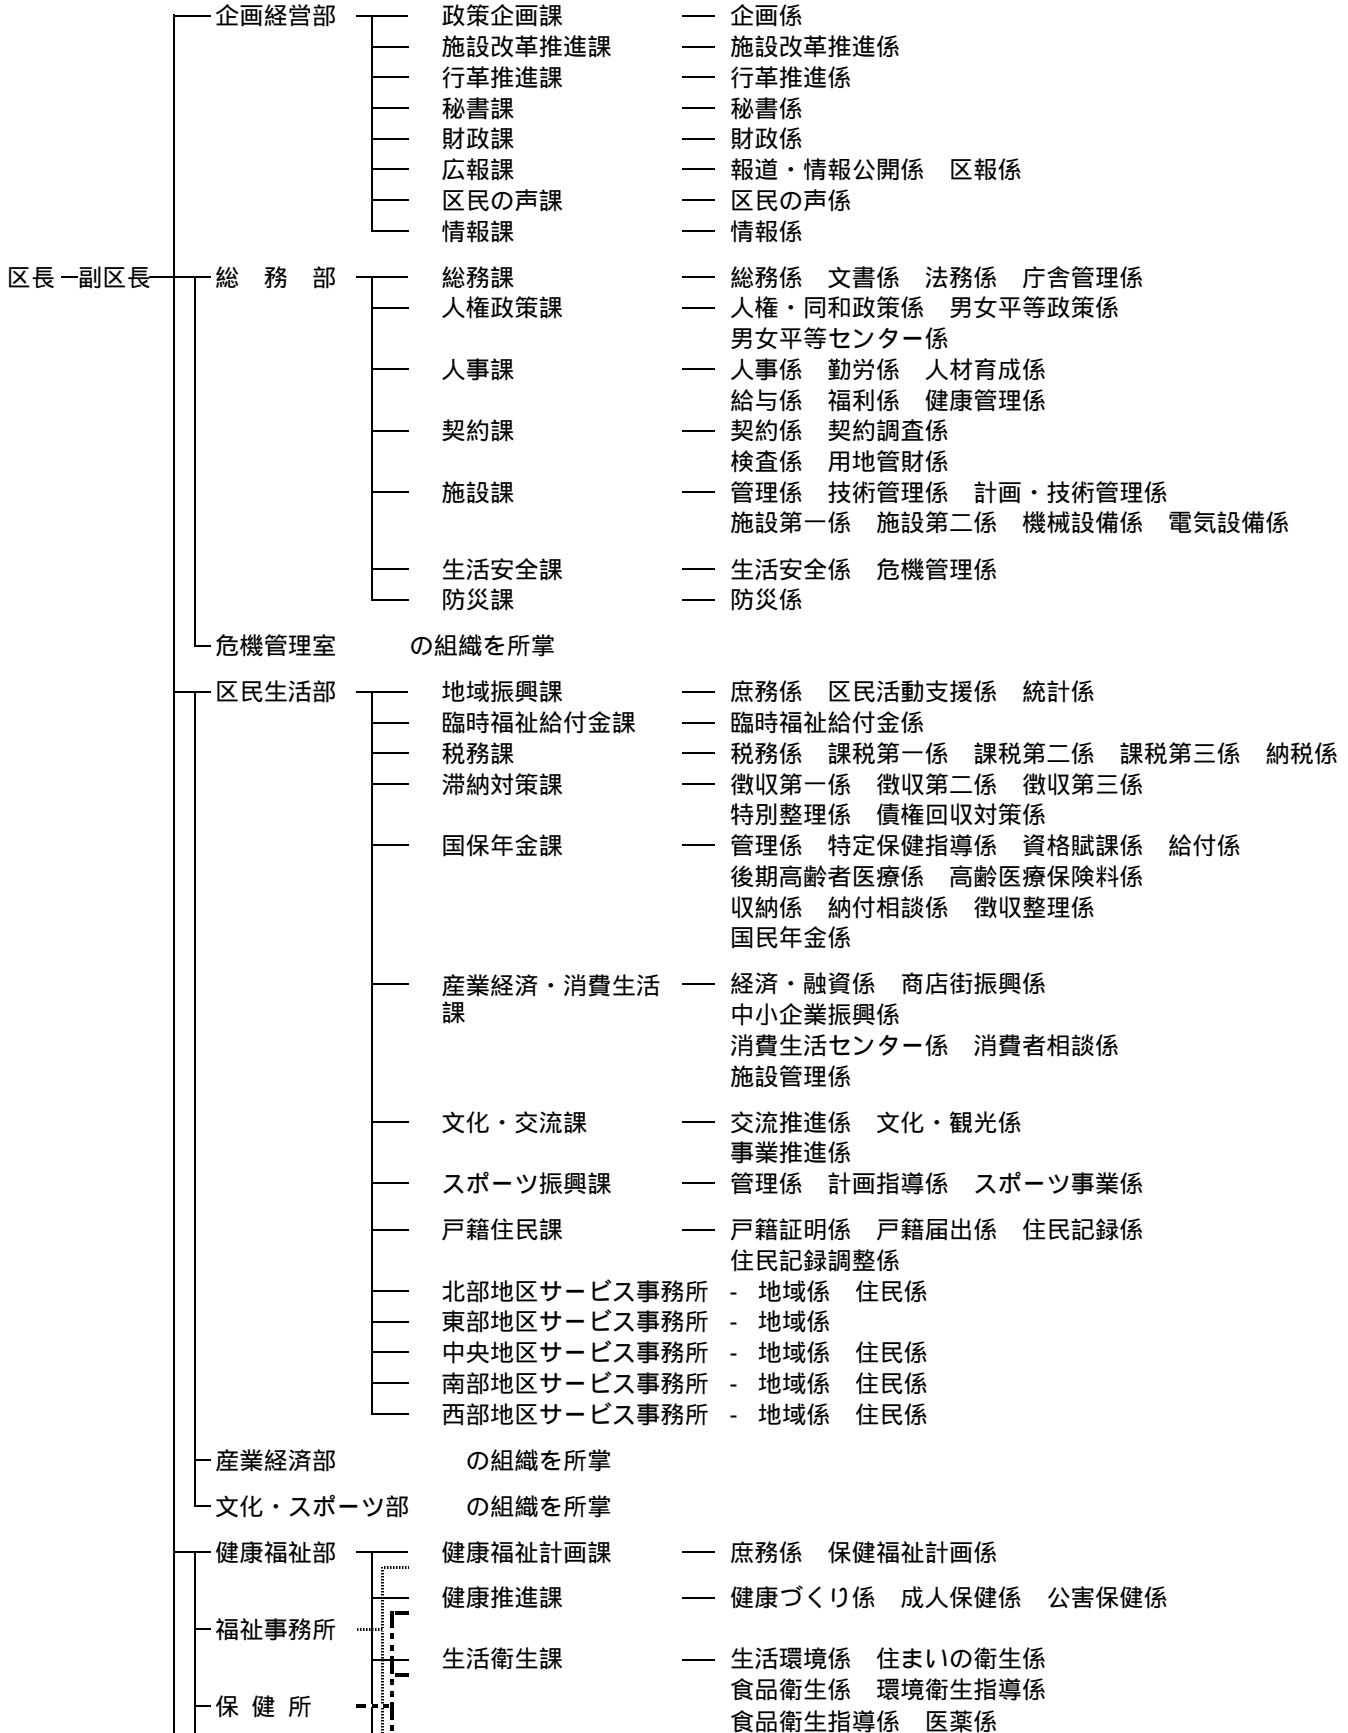 企画経営部 政策企画課 企画係
施設改革推進課 施設改革推進係
行革推進課 行革推進係
秘書課 秘書係
財政課 財政係
広報課 報道・情報公開係 区報係
区民の声課 区民の声係
情報課 情報係
区長 副区長 総 務 部 総務課 総務係 文書係 法務係 庁舎管理係
人権政策課 人権・同和政策係 男女平等政策係
男女平等センター係
人事課 人事係 勤労係 人材育成係
給与係 福利係 健康管理係
契約課 契約係 契約調査係
検査係 用地管財係
施設課 管理係 技術管理係 計画・技術管理係
施設第一係 施設第二係 機械設備係 電気設備係
生活安全課 生活安全係 危機管理係
防災課 防災係
危機管理室 の組織を所掌
区民生活部 地域振興課 庶務係 区民活動支援係 統計係
臨時福祉給付金課 臨時福祉給付金係
税務課 税務係 課税第一係 課税第二係 課税第三係 納税係
滞納対策課 徴収第一係 徴収第二係 徴収第三係
特別整理係 債権回収対策係
国保年金課 管理係 特定保健指導係 資格賦課係 給付係
後期高齢者医療係 高齢医療保険料係
収納係 納付相談係 徴収整理係
国民年金係
産業経済・消費生活 経済・融資係 商店街振興係
課 中小企業振興係
消費生活センター係 消費者相談係
施設管理係
文化・交流課 交流推進係 文化・観光係
事業推進係
スポーツ振興課 管理係 計画指導係 スポーツ事業係
戸籍住民課 戸籍証明係 戸籍届出係 住民記録係
住民記録調整係
北部地区サービス事務所 - 地域係 住民係
東部地区サービス事務所 - 地域係
中央地区サービス事務所 - 地域係 住民係
南部地区サービス事務所 - 地域係 住民係
西部地区サービス事務所 - 地域係 住民係
産業経済部 の組織を所掌
文化・スポーツ部 の組織を所掌
健康福祉部 健康福祉計画課 庶務係 保健福祉計画係
健康推進課 健康づくり係 成人保健係 公害保健係
福祉事務所
生活衛生課 生活環境係 住まいの衛生係
食品衛生係 環境衛生指導係
保 健 所
食品衛生指導係 医薬係